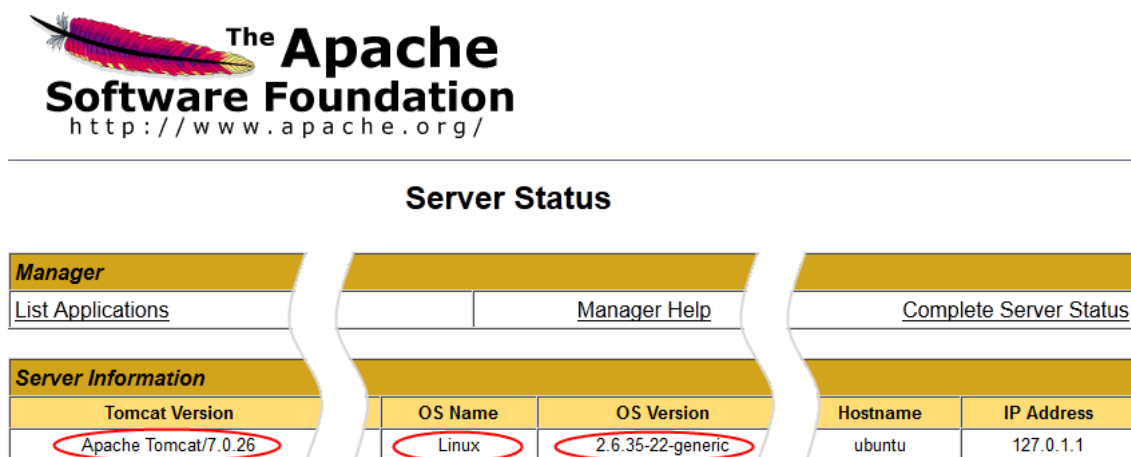 The Apache
Software Foundation
http://www.apache.org/
Server Status
Manager
List Applications Manager Help Complete Server Status
Server Information
Tomcat Version OS Name OS Version Hostname IP Address
Apache Tomcat/7.0.26 Linux 2.6.35-22-generic ubuntu 127.0.1.1